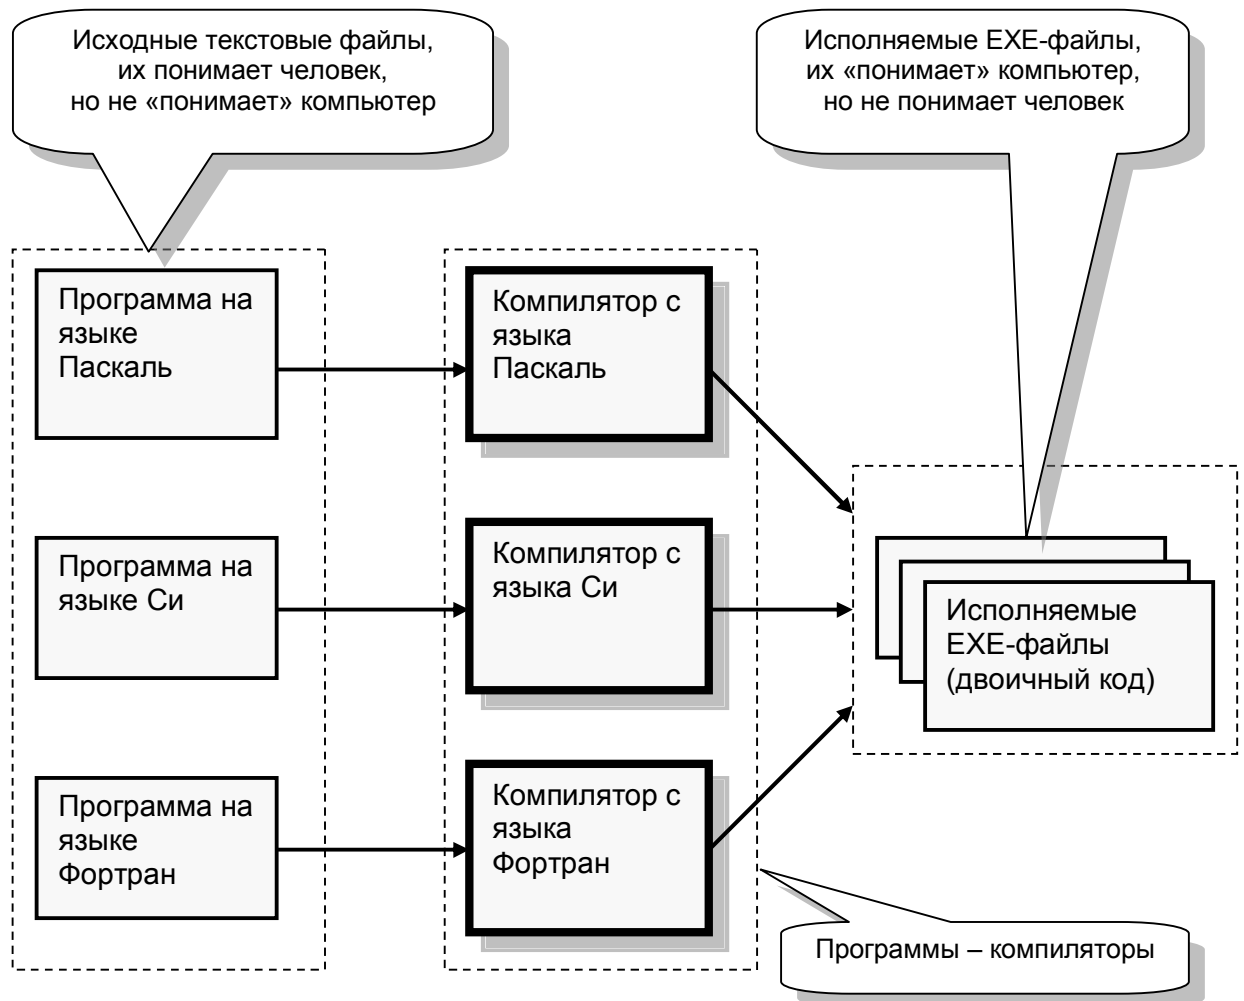 Исходные текстовые файлы,
их понимает человек,
но не «понимает» компьютер
Исполняемые EXE-файлы,
их «понимает» компьютер,
но не понимает человек
Программа на
языке
Паскаль
Компилятор с
языка
Паскаль
Программа на
языке Си
Компилятор с
языка Си
Исполняемые
EXE-файлы
(двоичный код)
Программа на
языке
Фортран
Компилятор с
языка
Фортран
Программы – компиляторы